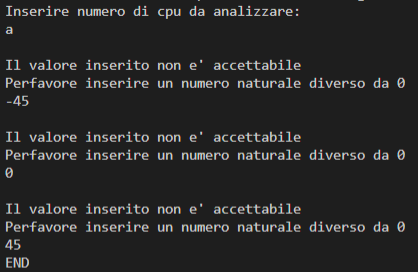 Inserire numero di cpu da analizzare:
a
Il valore inserito non e' accettabile
Perfavore inserire un numero naturale diverso da 0
-45
Il valore inserito non e' accettabile
Perfavore inserire un numero naturale diverso da 0
0
Il valore inserito non e' accettabile
Perfavore inserire un numero naturale diverso da 0
45
END